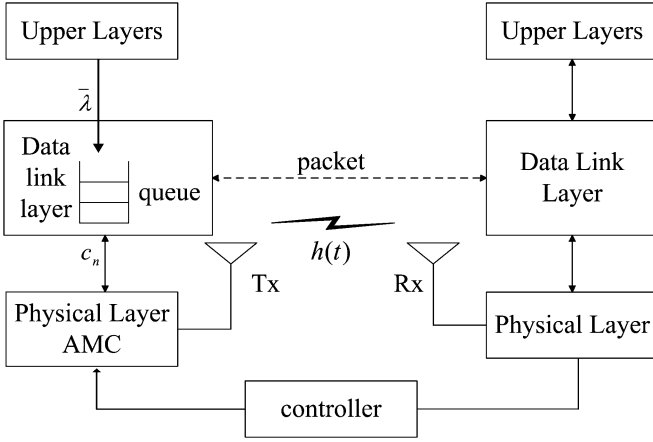 Upper Layers
Upper Layers
λ̄
Data
link
layer
queue
packet
Data Link
Layer
c_n
h(t)
Tx
Rx
Physical Layer
AMC
Physical Layer
controller